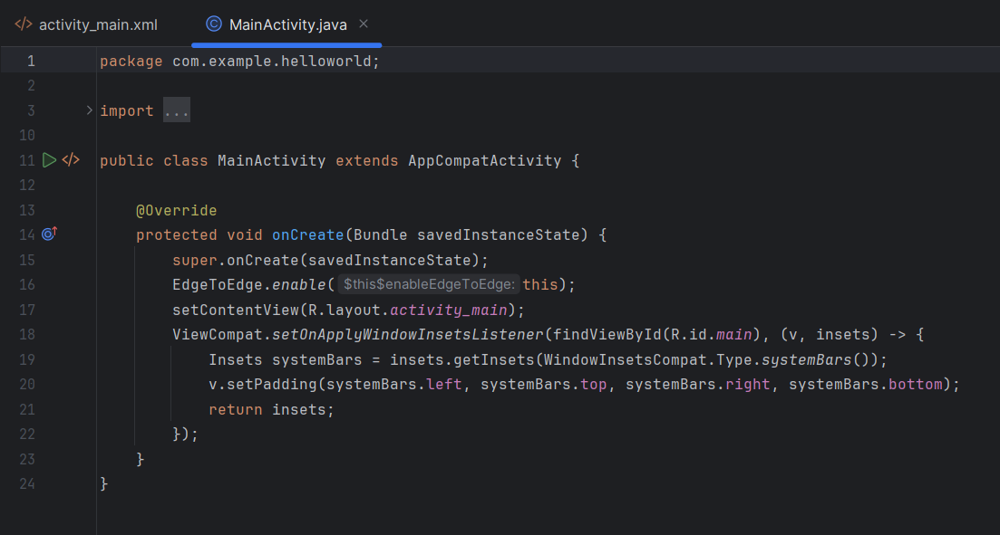 activity_main.xml MainActivity.java
1 package com.example.helloworld;
2
3 import ...
10
11 public class MainActivity extends AppCompatActivity {
12
13 @Override
14 protected void onCreate(Bundle savedInstanceState) {
15 super.onCreate(savedInstanceState);
16 EdgeToEdge.enable( $this$enableEdgeToEdge: this);
17 setContentView(R.layout.activity_main);
18 ViewCompat.setOnApplyWindowInsetsListener(findViewById(R.id.main), (v, insets) -> {
19 Insets systemBars = insets.getInsets(WindowInsetsCompat.Type.systemBars());
20 v.setPadding(systemBars.left, systemBars.top, systemBars.right, systemBars.bottom);
21 return insets;
22 });
23 }
24 }